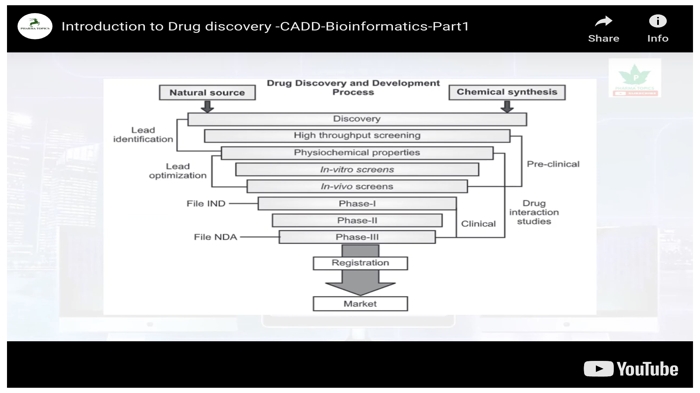 Introduction to Drug discovery -CADD-Bioinformatics-Part1
Share
Info
Drug Discovery and Development
Process
Natural source
Chemical synthesis
Discovery
High throughput screening
Physiochemical properties
In-vitro screens
In-vivo screens
Phase-I
Phase-II
Phase-III
Registration
Market
Lead
identification
Lead
optimization
File IND
File NDA
Pre-clinical
Drug
interaction
studies
Clinical
YouTube